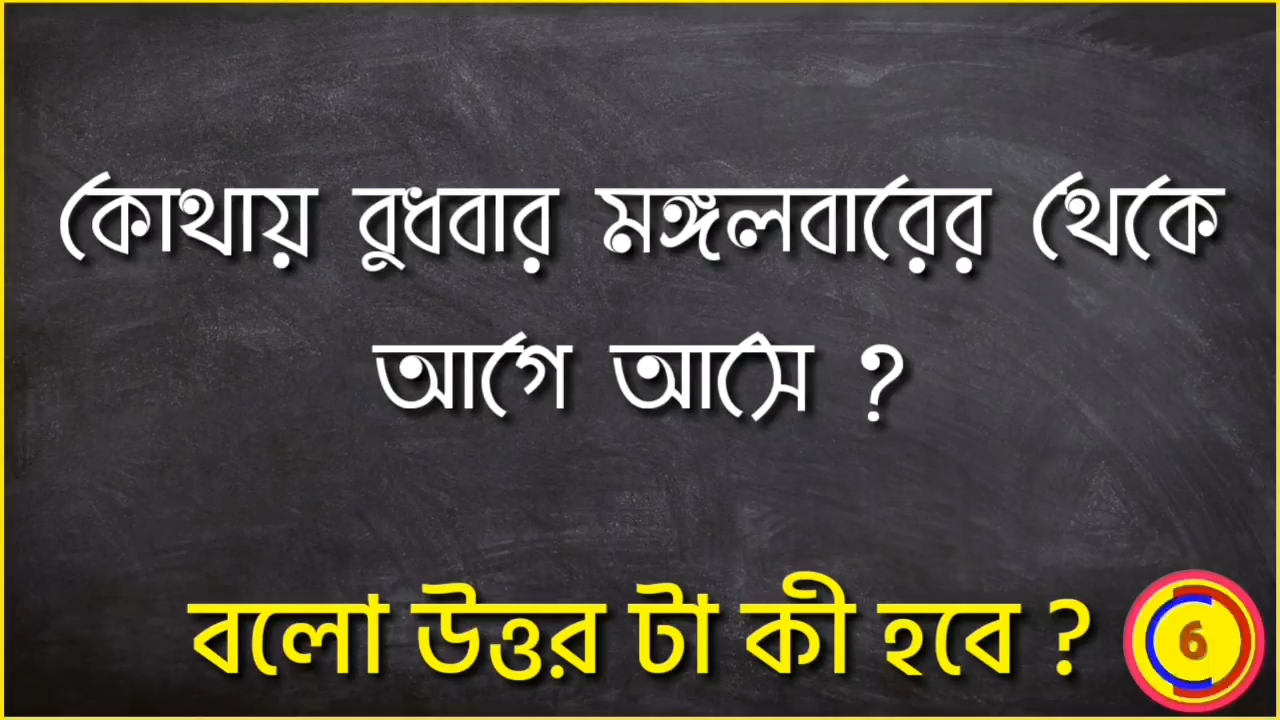 কোথায় বুধবার মঙ্গলবারের থেকে
আগে আসে ?
বলো উত্তর টা কী হবে ?
6